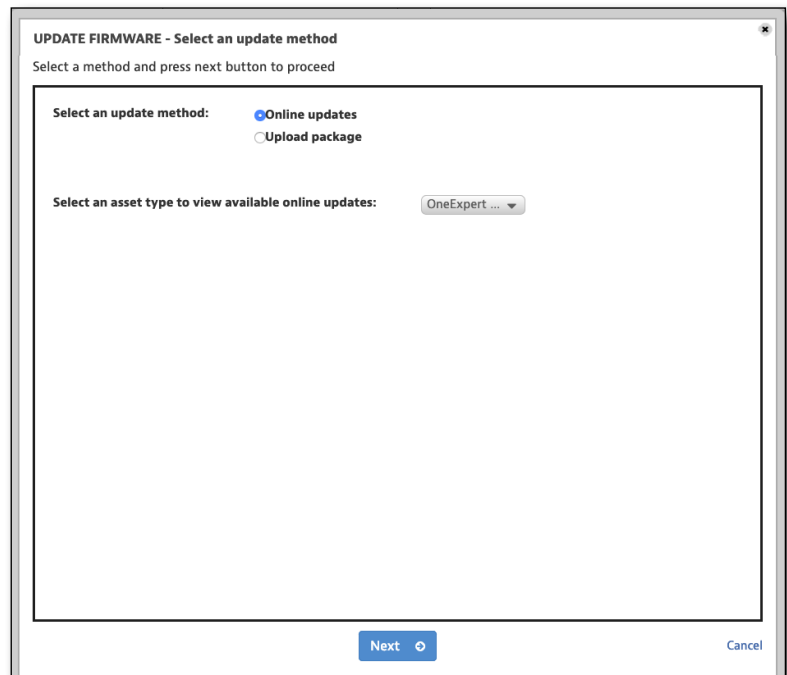 UPDATE FIRMWARE - Select an update method
Select a method and press next button to proceed
Select an update method:
Online updates
Upload package
Select an asset type to view available online updates:
OneExpert ...
Next
Cancel